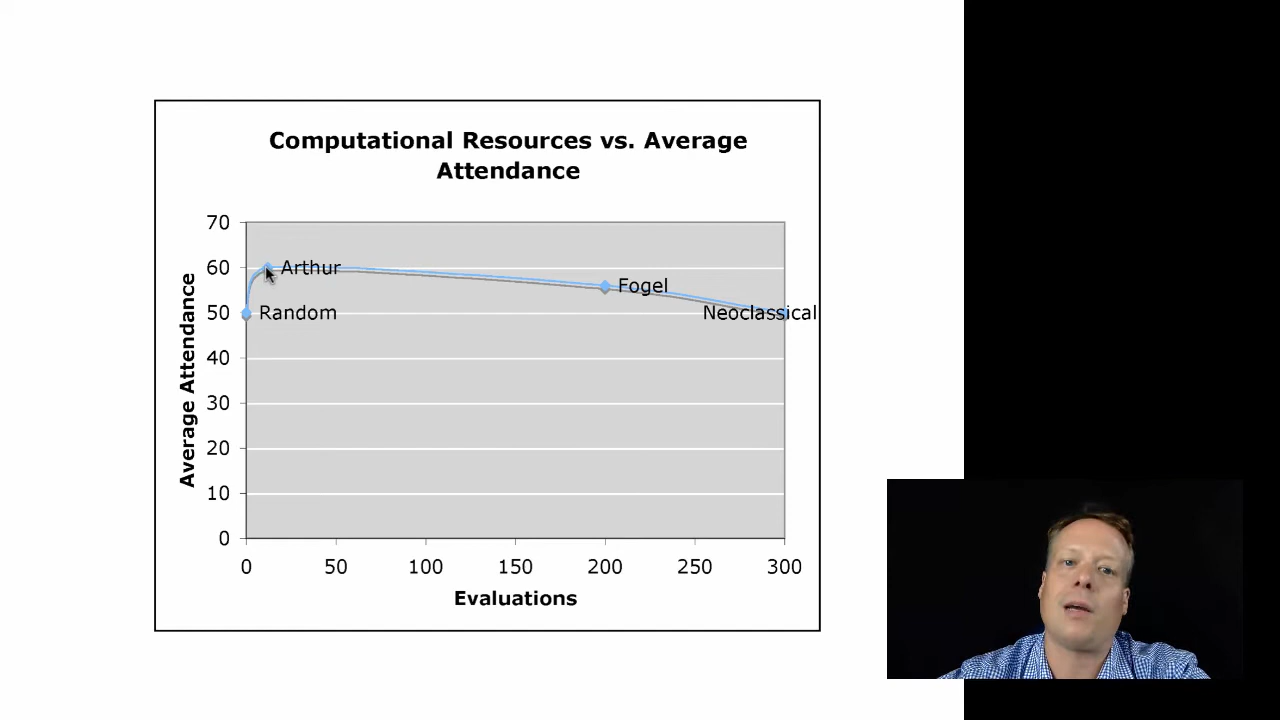 Computational Resources vs. Average
Attendance
Average Attendance
70
60
50
40
30
20
10
0
Arthur
Fogel
Random
Neoclassical
0 50 100 150 200 250 300
Evaluations